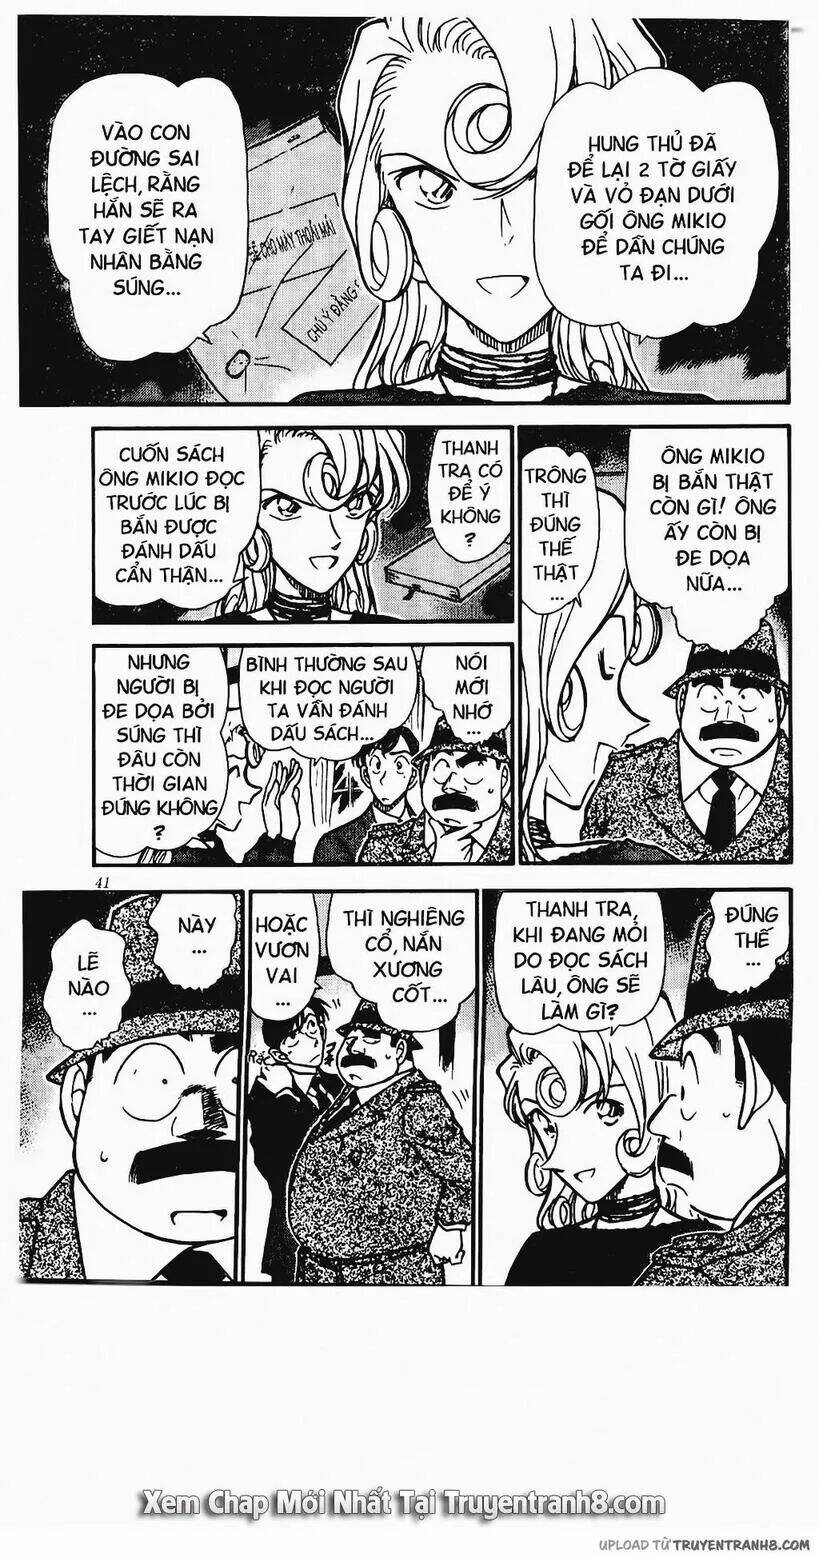 HUNG THỦ ĐÃ
ĐỂ LẠI 2 TỜ GIẤY
VÀ VỎ ĐẠN DƯỚI
GỐI ÔNG MIKIO
ĐỂ DẪN CHÚNG
TA ĐI...
VÀO CON
ĐƯỜNG SAI
LỆCH, RẰNG
HẮN SẼ RA
TAY GIẾT NẠN
NHÂN BẰNG
SÚNG...
SẼ CHO MÀY THOẢI MÁI
CHÚ Ý ĐẰNG
ÔNG MIKIO
BỊ BẮN THẬT
CÒN GÌ! ÔNG
ẤY CÒN BỊ
ĐE DỌA
NỮA...
TRÔNG
THÌ
ĐÚNG
THẾ
THẬT
...
THANH
TRA CÓ
ĐỂ Ý
KHÔNG
?
CUỐN SÁCH
ÔNG MIKIO ĐỌC
TRƯỚC LÚC BỊ
BẮN ĐƯỢC
ĐÁNH DẤU
CẨN THẬN...
NÓI
MỚI
NHỚ
...
BÌNH THƯỜNG SAU
KHI ĐỌC NGƯỜI
TA VẪN ĐÁNH
DẤU SÁCH...
NHƯNG
NGƯỜI BỊ
ĐE DỌA BỞI
SÚNG THÌ
ĐÂU CÒN
THỜI GIAN
ĐÚNG KHÔNG
?
41
ĐÚNG
THẾ
...
THANH TRA,
KHI ĐANG MỎI
DO ĐỌC SÁCH
LÂU, ÔNG SẼ
LÀM GÌ?
THÌ NGHIÊNG
CỔ, NẮN
XƯƠNG
CỐT...
HOẶC
VƯƠN
VAI
...
NÀY
...
LẼ
NÀO
...
Xem Chap Mới Nhất Tại Truyentranh8.com
UPLOAD TỪ TRUYENTRANH8.COM